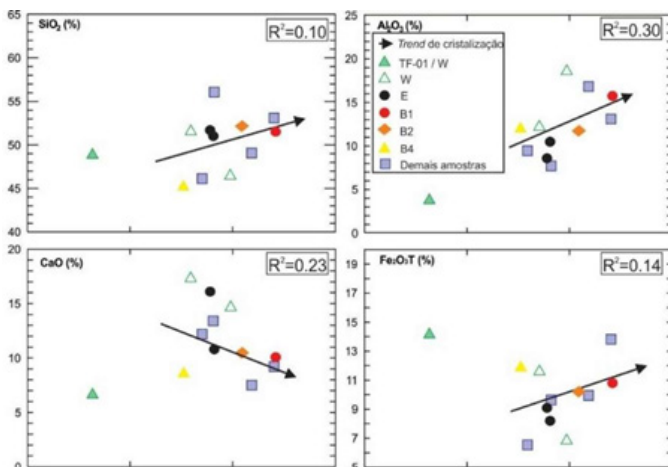 SiO₂ (%)
R²=0.10
65
60
55
50
45
40
Al₂O₃ (%)
R²=0.30
25
20
15
10
5
0
Trend de cristalização
TF-01 / W
W
E
B1
B2
B4
Demais amostras
CaO (%)
R²=0.23
20
15
10
5
0
Fe₂O₃T (%)
R²=0.14
19
17
15
13
11
9
7
5